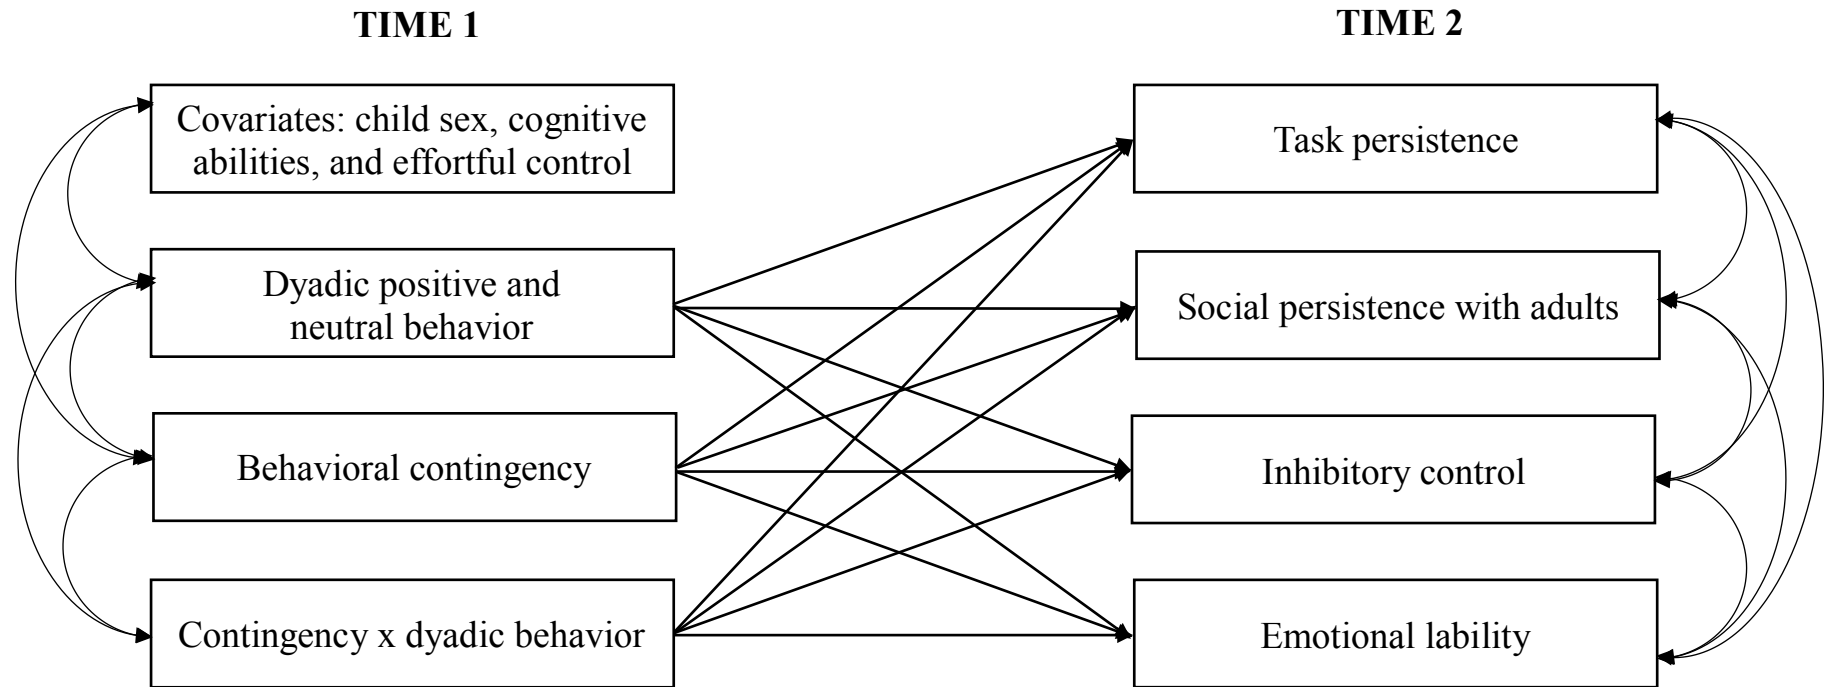 TIME 1
TIME 2
Covariates: child sex, cognitive
abilities, and effortful control
Task persistence
Dyadic positive and
neutral behavior
Social persistence with adults
Behavioral contingency
Inhibitory control
Contingency x dyadic behavior
Emotional lability